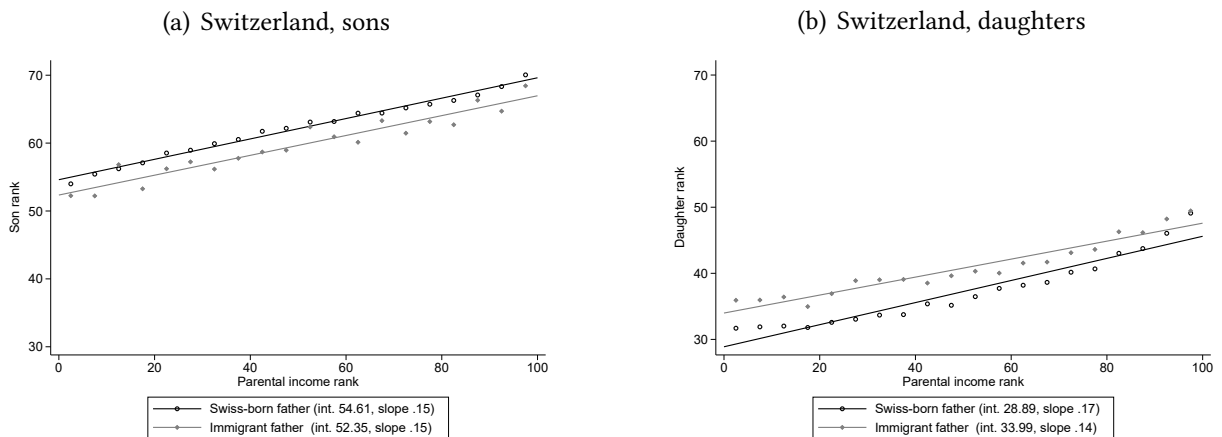 (a) Switzerland, sons
70
60
50
40
30
Son rank
0 20 40 60 80 100
Parental income rank
Swiss-born father (int. 54.61, slope .15)
Immigrant father (int. 52.35, slope .15)
(b) Switzerland, daughters
70
60
50
40
30
Daughter rank
0 20 40 60 80 100
Parental income rank
Swiss-born father (int. 28.89, slope .17)
Immigrant father (int. 33.99, slope .14)